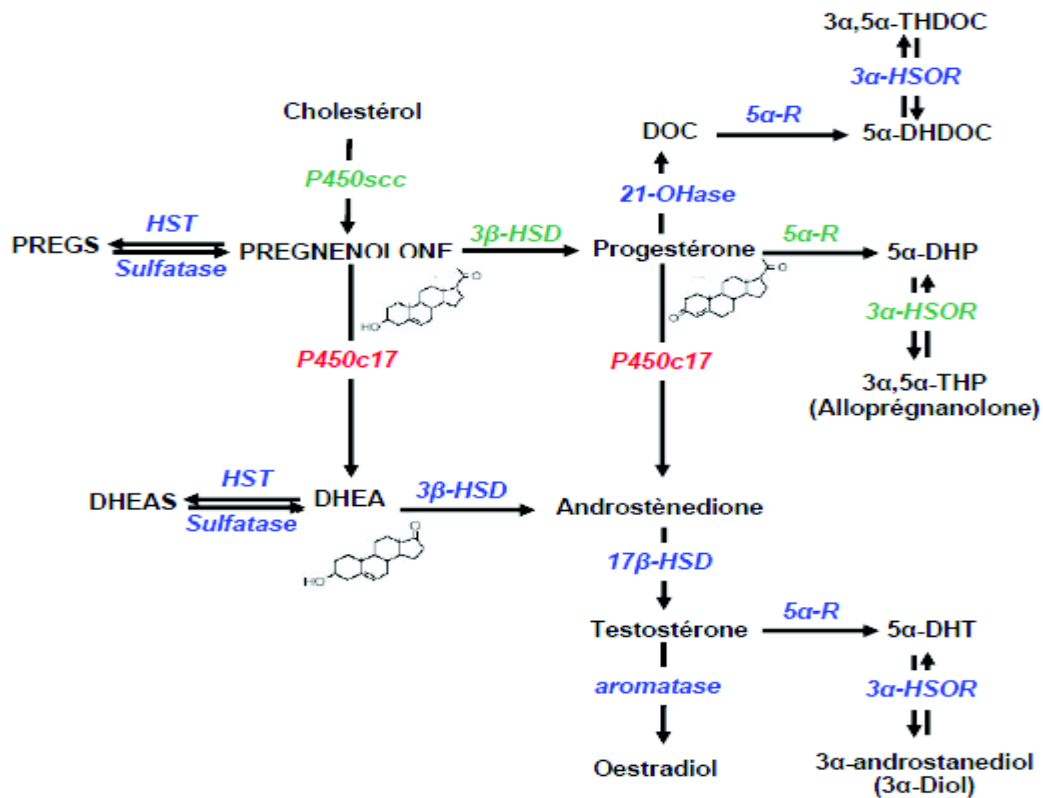 3α,5α-THDOC
3α-HSOR
Cholestérol
DOC
5α-R
5α-DHDOC
P450scc
21-OHase
PREGS
HST
Sulfatase
PREGNENOLONE
3β-HSD
Progestérone
5α-R
5α-DHP
O
HO
O
O
3α-HSOR
P450c17
P450c17
3α,5α-THP
(Alloprégnanolone)
DHEAS
HST
Sulfatase
DHEA
3β-HSD
Androstènedione
O
HO
17β-HSD
Testostérone
5α-R
5α-DHT
aromatase
3α-HSOR
Oestradiol
3α-androstanediol
(3α-Diol)